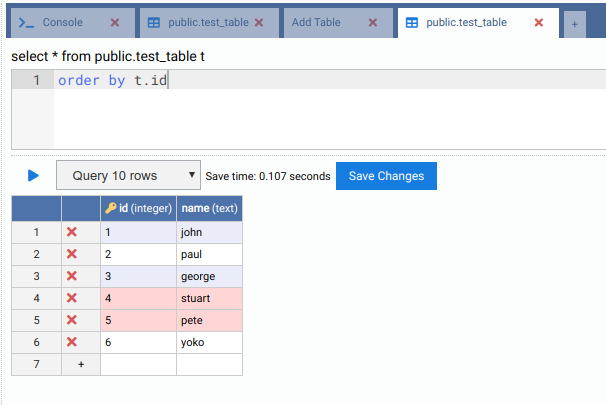 Console public.test_table Add Table public.test_table +
select * from public.test_table t
1 order by t.id
Query 10 rows Save time: 0.107 seconds Save Changes
id (integer) name (text)
1 1 john
2 2 paul
3 3 george
4 4 stuart
5 5 pete
6 6 yoko
7 +